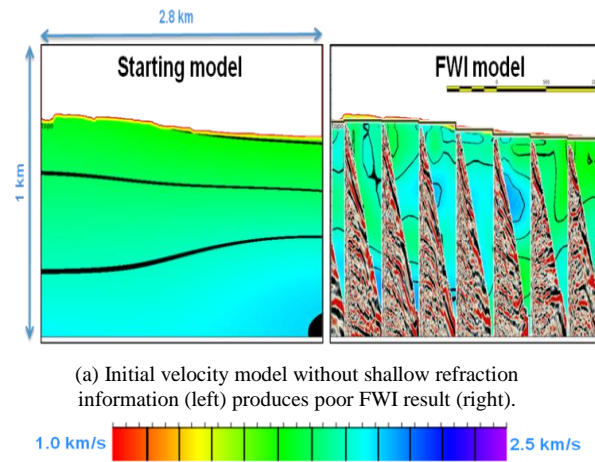 2.8 km
Starting model
FWI model
1 km
(a) Initial velocity model without shallow refraction
information (left) produces poor FWI result (right).
1.0 km/s
2.5 km/s